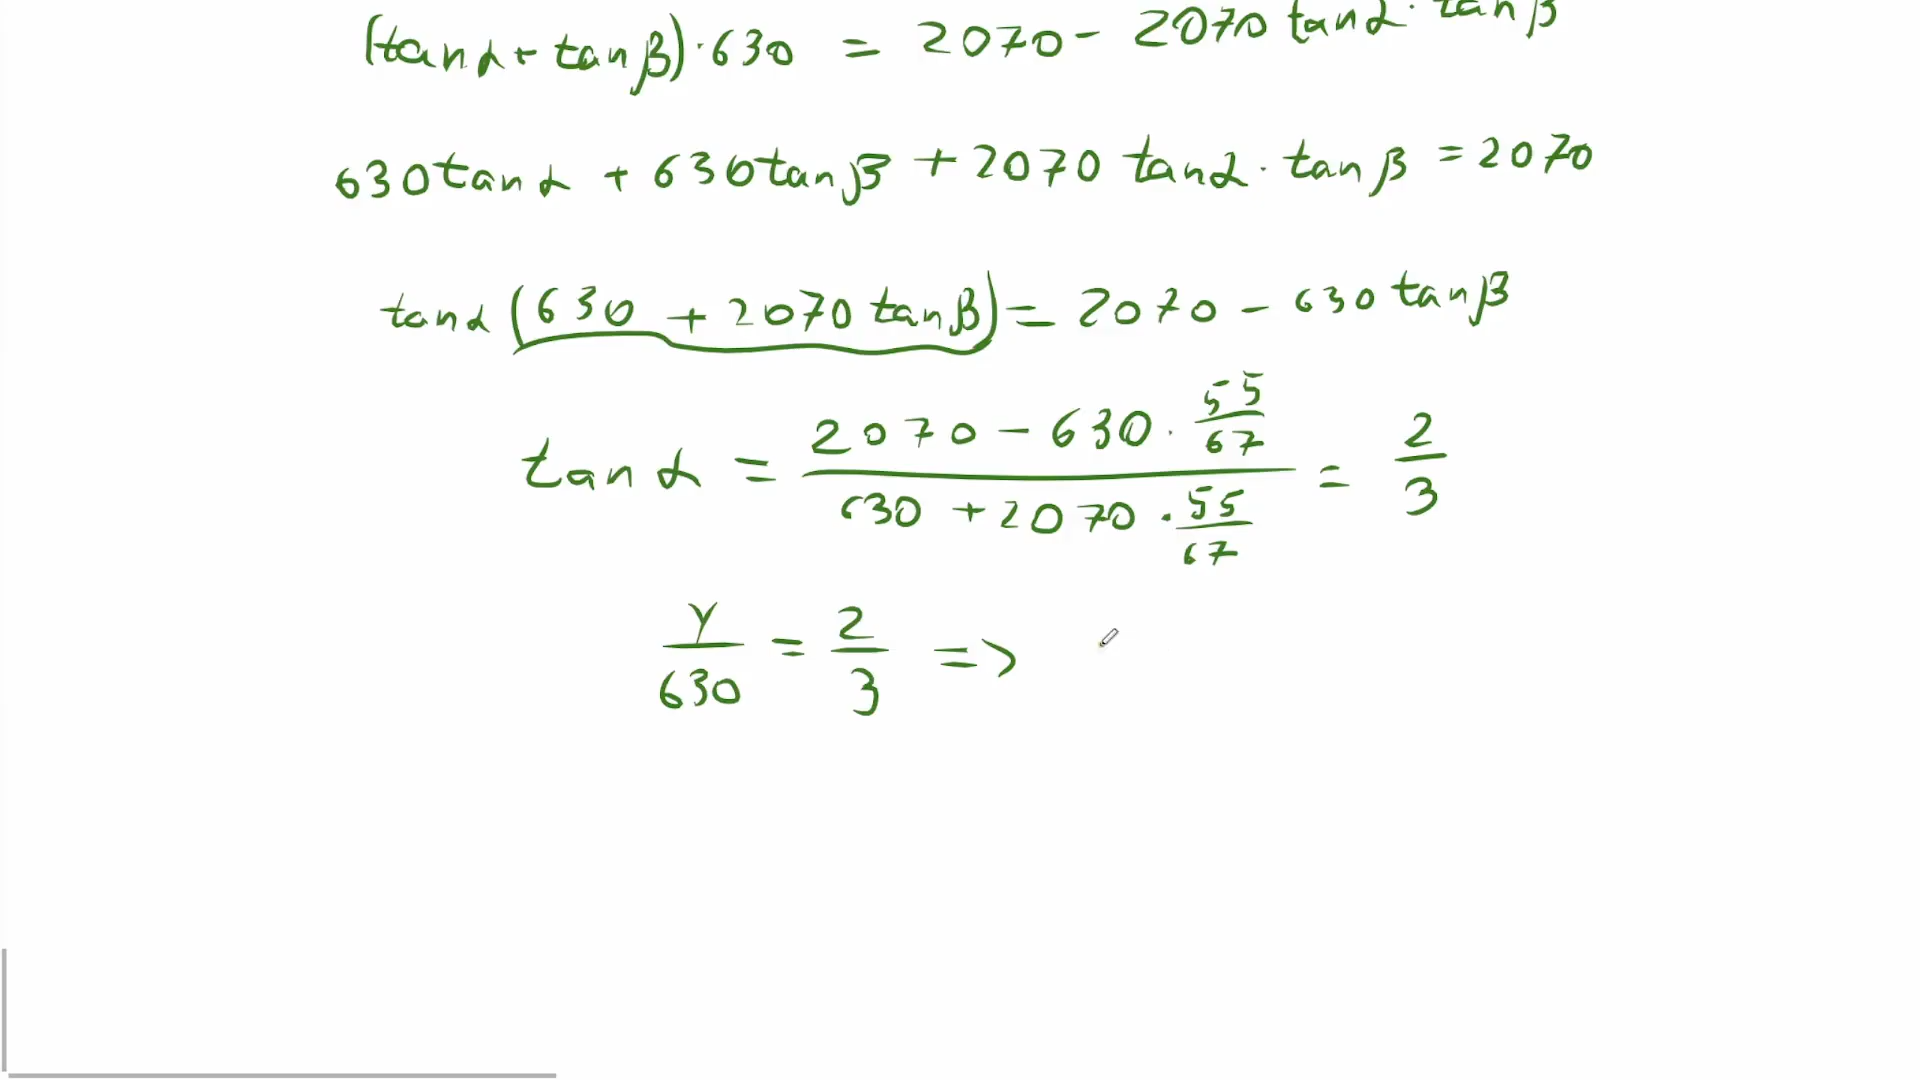 (tanα + tanβ)·630 = 2070 - 2070 tanα · tanβ
630tanα + 630tanβ + 2070 tanα · tanβ = 2070
tanα (630 + 2070 tanβ) = 2070 - 630 tanβ
tanα = (2070 - 630 · 55/67) / (630 + 2070 · 55/67) = 2/3
Y/630 = 2/3 =>